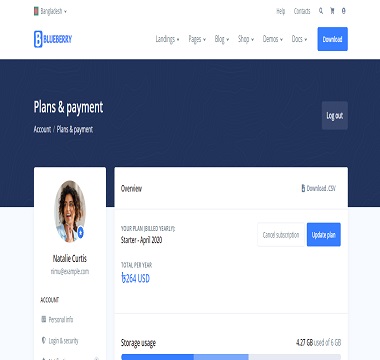 Bangladesh
Help Contacts
BLUEBERRY
Landings Pages Blog Shop Demos Docs Download
Plans & payment
Account / Plans & payment
Log out
Overview
Download .CSV
YOUR PLAN (BILLED YEARLY):
Starter - April 2020
Cancel subscription
Update plan
TOTAL PER YEAR
৳264 USD
Natalie Curtis
nimu@example.com
ACCOUNT
Personal info
Login & security
Storage usage
4.27 GB used of 6 GB